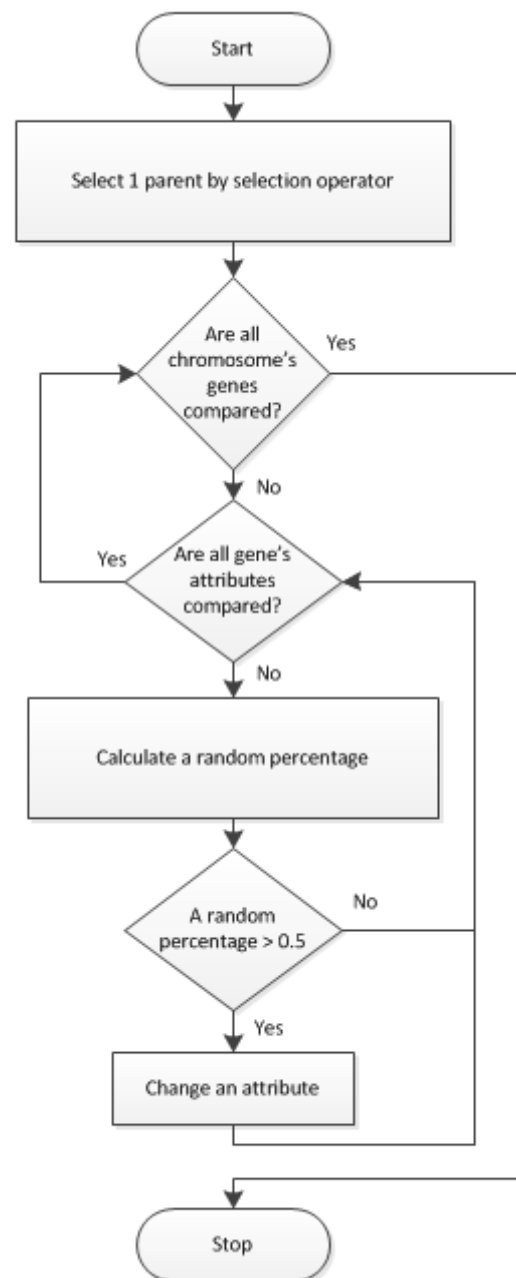 Start
Select 1 parent by selection operator
Are all
chromosome's
genes
compared?
Yes
No
Are all gene's
attributes
compared?
Yes
No
Calculate a random percentage
A random
percentage > 0.5
No
Yes
Change an attribute
Stop